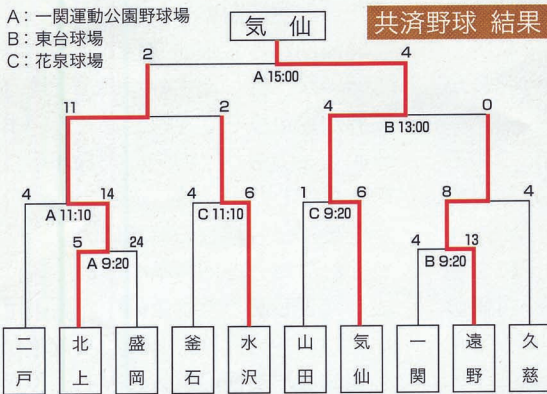 A：一関運動公園野球場
B：東台球場
C：花泉球場
気仙
共済野球 結果
2 4
A 15:00
11 2 4 0
B 13:00
4 14 4 6 1 6 8 4
A 11:10 C 11:10 C 9:20
5 24 4 13
A 9:20 B 9:20
二戸 北上 盛岡 釜石 水沢 山田 気仙 一関 遠野 久慈